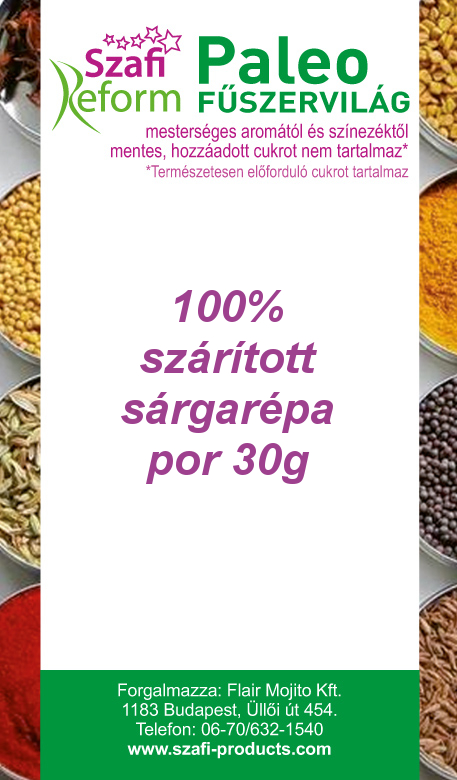 Szafi
Reform
Paleo
FŰSZERVILÁG
mesterséges aromától és színezéktől
mentes, hozzáadott cukrot nem tartalmaz*
*Természetesen előforduló cukrot tartalmaz
100%
szárított
sárgarépa
por 30g
Forgalmazza: Flair Mojito Kft.
1183 Budapest, Üllői út 454.
Telefon: 06-70/632-1540
www.szafi-products.com